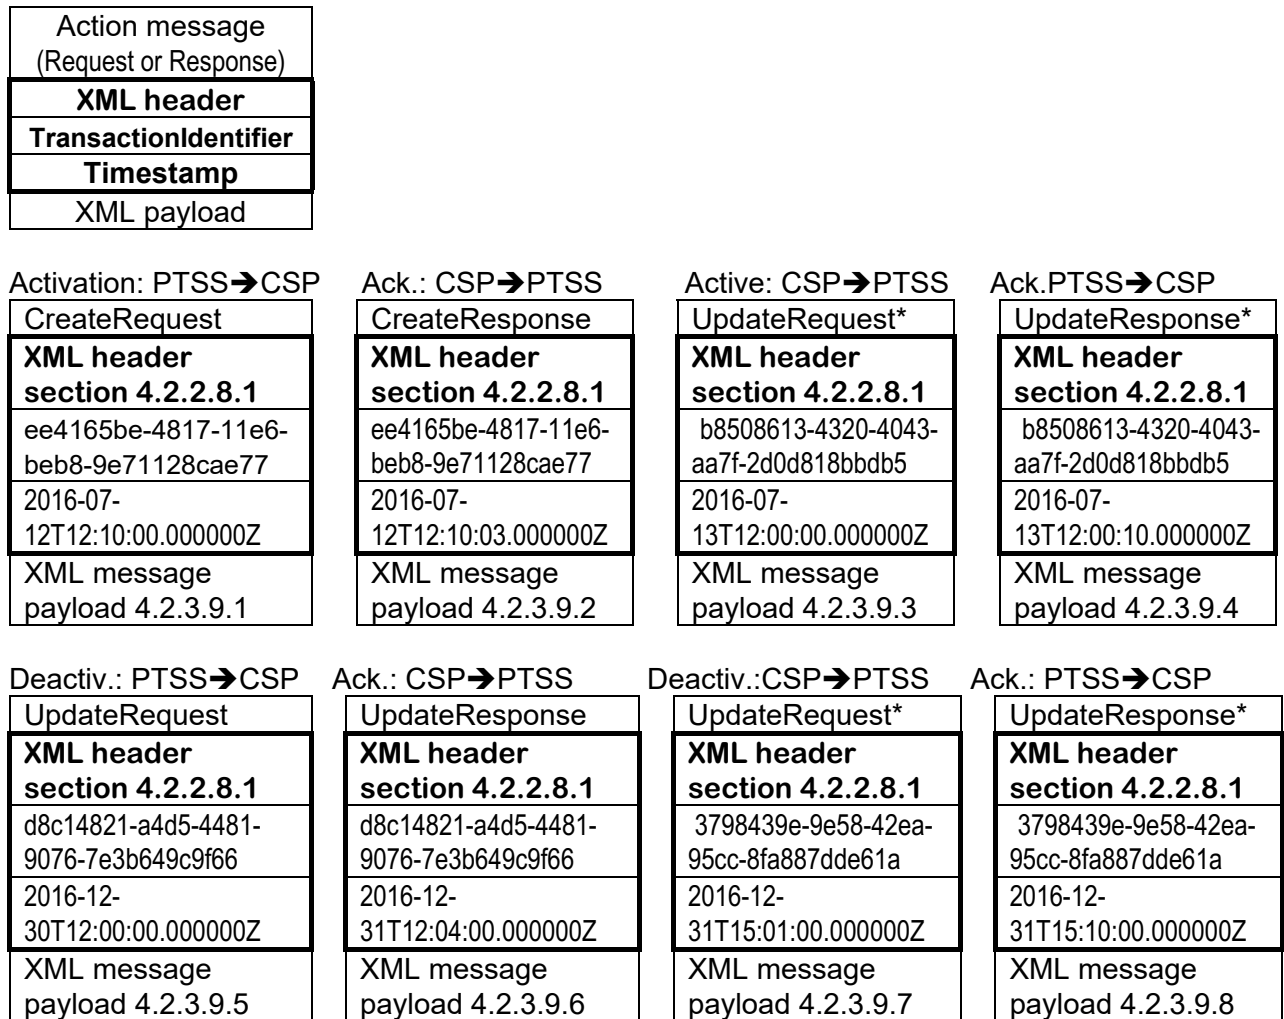 Action message
(Request or Response)
XML header
TransactionIdentifier
Timestamp
XML payload
Activation: PTSS➔CSP
CreateRequest
XML header
section 4.2.2.8.1
ee4165be-4817-11e6-
beb8-9e71128cae77
2016-07-
12T12:10:00.000000Z
XML message
payload 4.2.3.9.1
Ack.: CSP➔PTSS
CreateResponse
XML header
section 4.2.2.8.1
ee4165be-4817-11e6-
beb8-9e71128cae77
2016-07-
12T12:10:03.000000Z
XML message
payload 4.2.3.9.2
Active: CSP➔PTSS
UpdateRequest*
XML header
section 4.2.2.8.1
b8508613-4320-4043-
aa7f-2d0d818bbdb5
2016-07-
13T12:00:00.000000Z
XML message
payload 4.2.3.9.3
Ack.PTSS➔CSP
UpdateResponse*
XML header
section 4.2.2.8.1
b8508613-4320-4043-
aa7f-2d0d818bbdb5
2016-07-
13T12:00:10.000000Z
XML message
payload 4.2.3.9.4
Deactiv.: PTSS➔CSP
UpdateRequest
XML header
section 4.2.2.8.1
d8c14821-a4d5-4481-
9076-7e3b649c9f66
2016-12-
30T12:00:00.000000Z
XML message
payload 4.2.3.9.5
Ack.: CSP➔PTSS
UpdateResponse
XML header
section 4.2.2.8.1
d8c14821-a4d5-4481-
9076-7e3b649c9f66
2016-12-
31T12:04:00.000000Z
XML message
payload 4.2.3.9.6
Deactiv.:CSP➔PTSS
UpdateRequest*
XML header
section 4.2.2.8.1
3798439e-9e58-42ea-
95cc-8fa887dde61a
2016-12-
31T15:01:00.000000Z
XML message
payload 4.2.3.9.7
Ack.: PTSS➔CSP
UpdateResponse*
XML header
section 4.2.2.8.1
3798439e-9e58-42ea-
95cc-8fa887dde61a
2016-12-
31T15:10:00.000000Z
XML message
payload 4.2.3.9.8